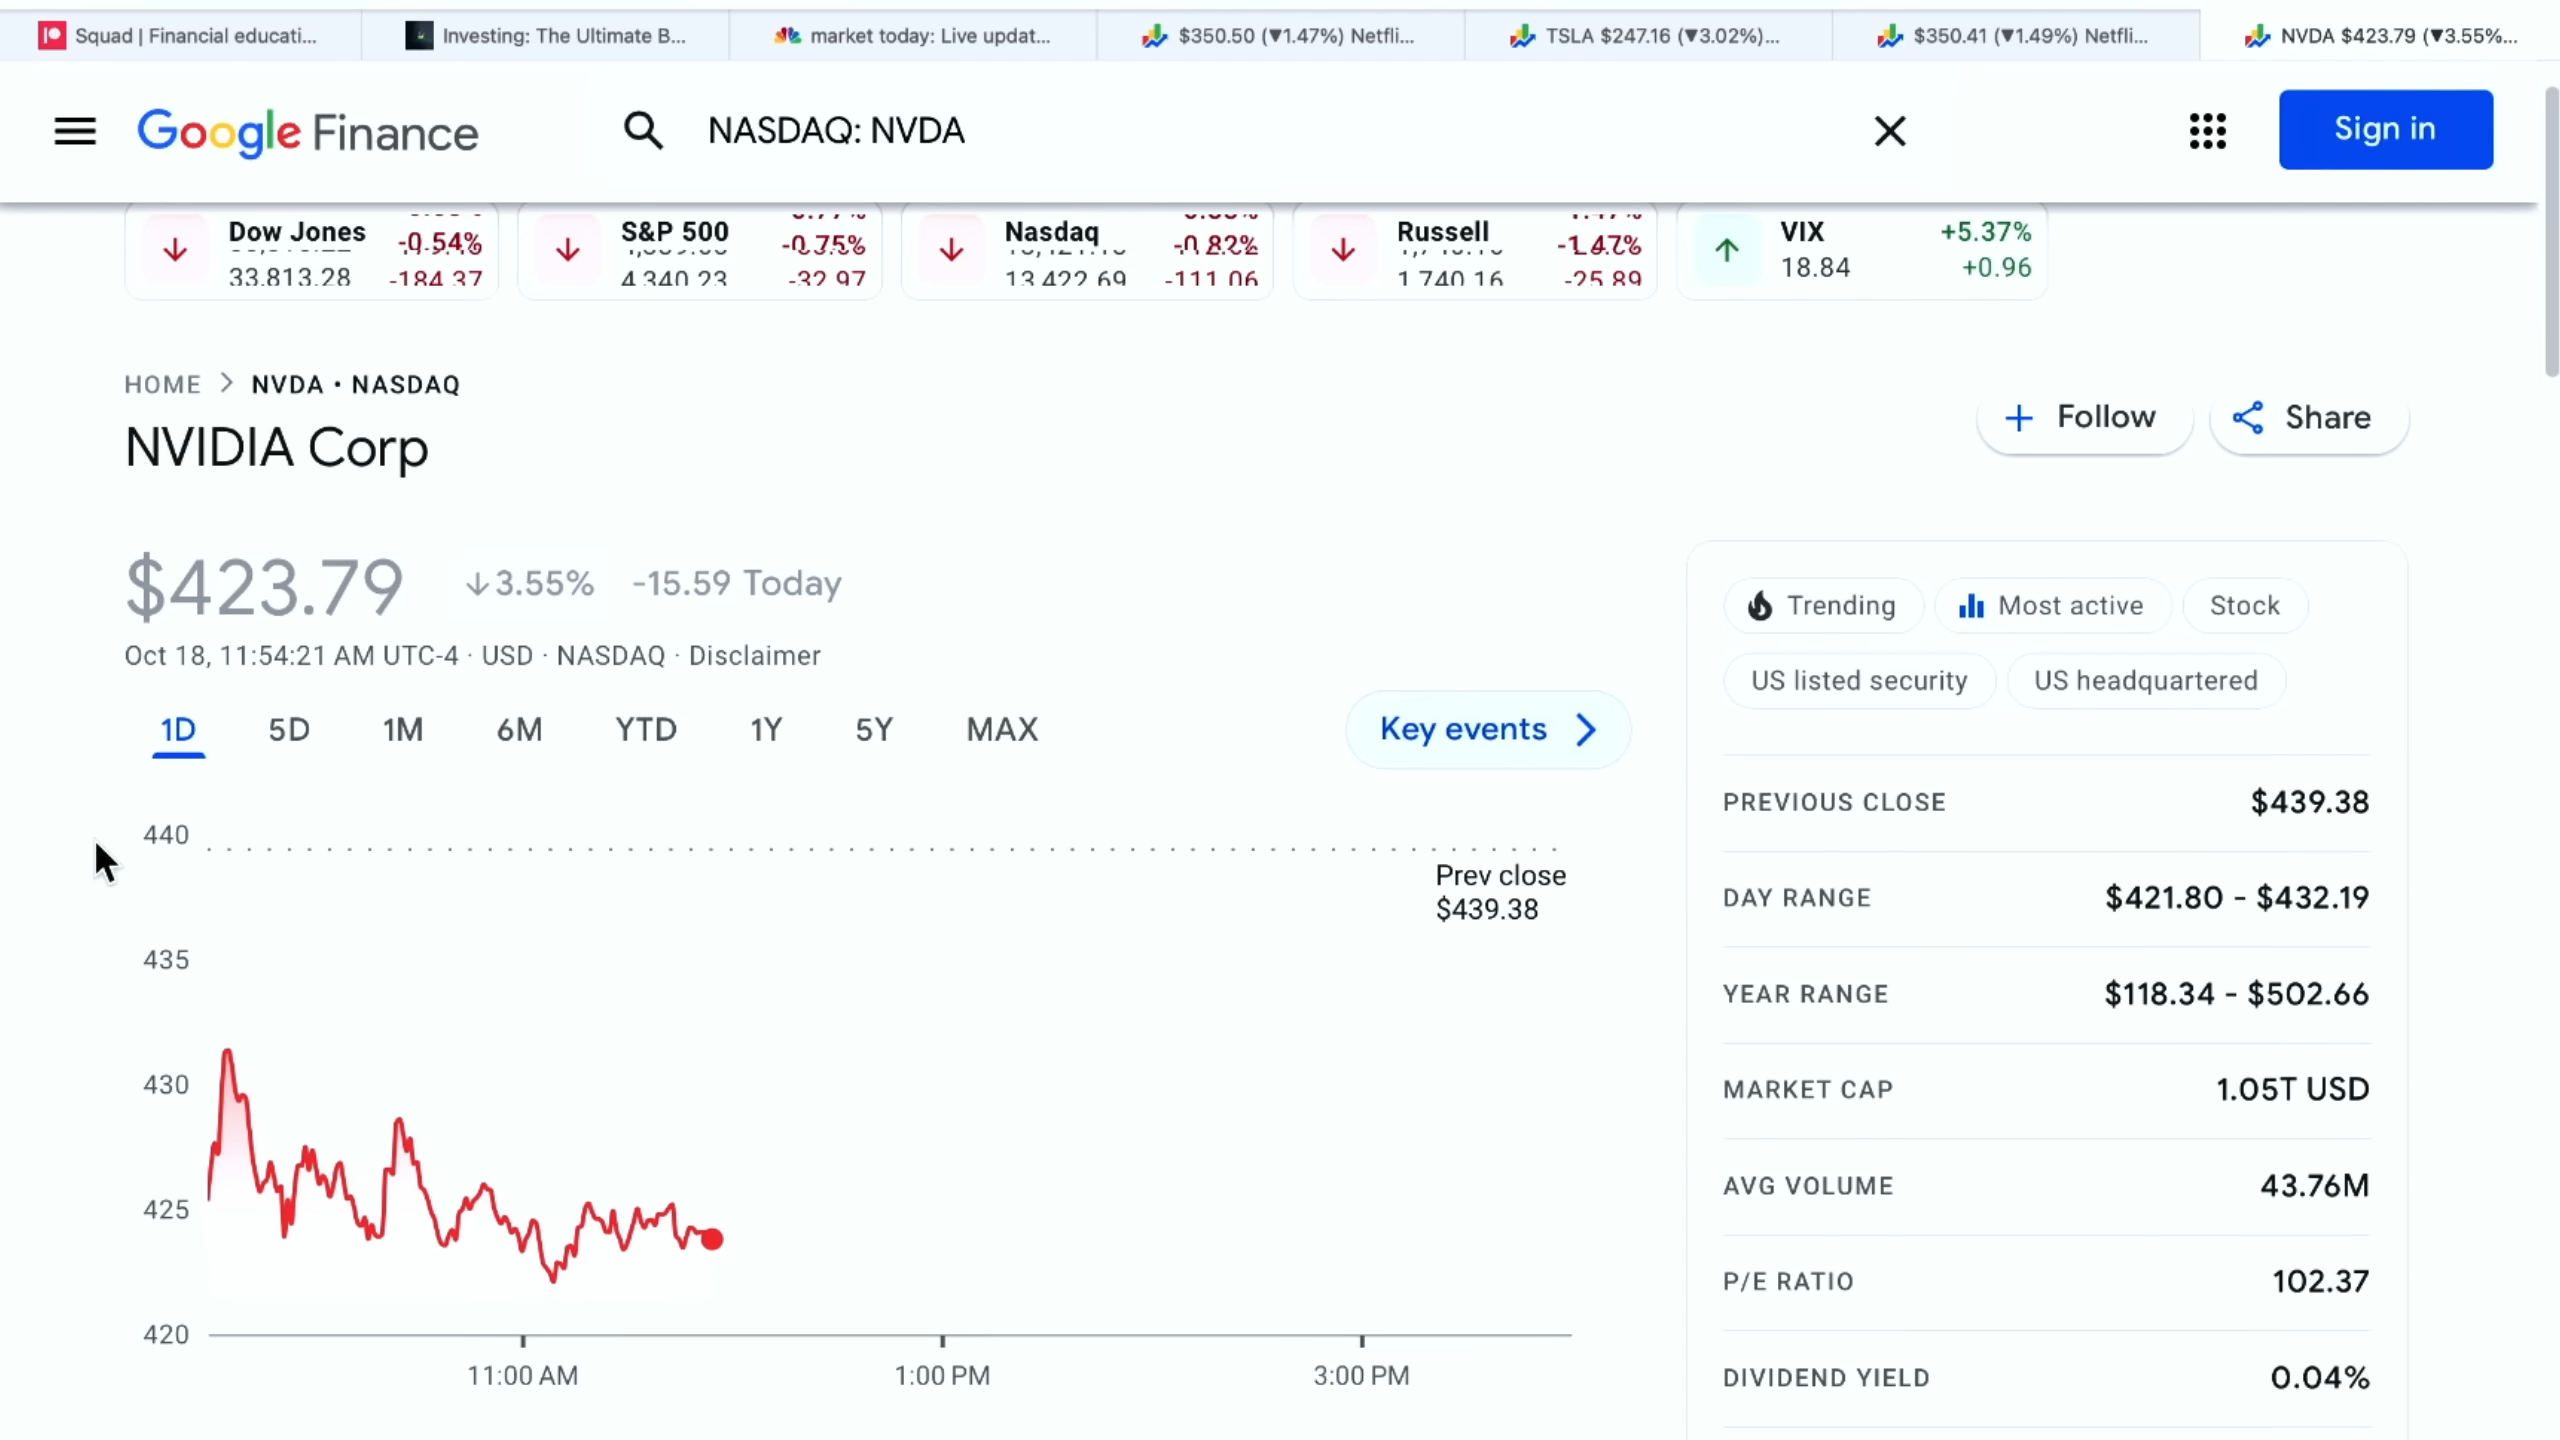 Squad | Financial educati...
Investing: The Ultimate B...
market today: Live updat...
$350.50 (▼1.47%) Netfli...
TSLA $247.16 (▼3.02%)...
$350.41 (▼1.49%) Netfli...
NVDA $423.79 (▼3.55%...
Google Finance
NASDAQ: NVDA
Sign in
Dow Jones
-0.54%
33,813.28
-184.37
S&P 500
-0.75%
4,340.23
-32.97
Nasdaq
-0.82%
13,422.69
-111.06
Russell
-1.47%
1,740.16
-25.89
VIX
+5.37%
18.84
+0.96
HOME > NVDA • NASDAQ
NVIDIA Corp
Follow
Share
$423.79 ↓3.55% -15.59 Today
Oct 18, 11:54:21 AM UTC-4 · USD · NASDAQ · Disclaimer
1D 5D 1M 6M YTD 1Y 5Y MAX
Key events
440
435
430
425
420
Prev close
$439.38
11:00 AM
1:00 PM
3:00 PM
Trending
Most active
Stock
US listed security
US headquartered
PREVIOUS CLOSE $439.38
DAY RANGE $421.80 - $432.19
YEAR RANGE $118.34 - $502.66
MARKET CAP 1.05T USD
AVG VOLUME 43.76M
P/E RATIO 102.37
DIVIDEND YIELD 0.04%